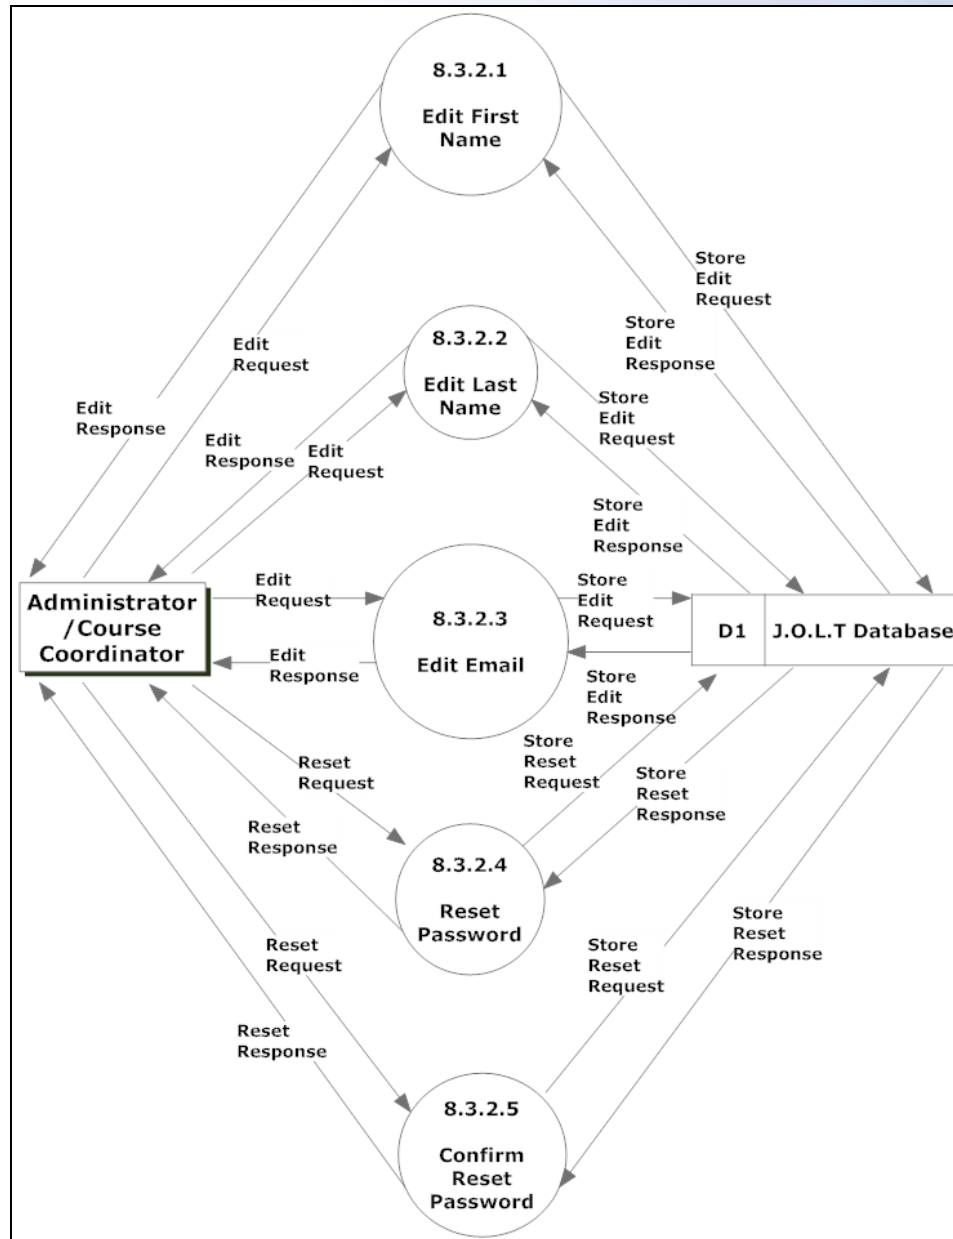 8.3.2.1
Edit First
Name
Store
Edit
Request
Store
Edit
Response
Edit
Request
Edit
Response
8.3.2.2
Edit Last
Name
Store
Edit
Request
Edit
Response
Edit
Request
Store
Edit
Response
Administrator
/Course
Coordinator
Edit
Request
Edit
Response
8.3.2.3
Edit Email
Store
Edit
Request
Store
Edit
Response
D1
J.O.L.T Database
Reset
Request
Reset
Response
Store
Reset
Request
Store
Reset
Response
8.3.2.4
Reset
Password
Reset
Request
Reset
Response
Store
Reset
Request
Store
Reset
Response
8.3.2.5
Confirm
Reset
Password